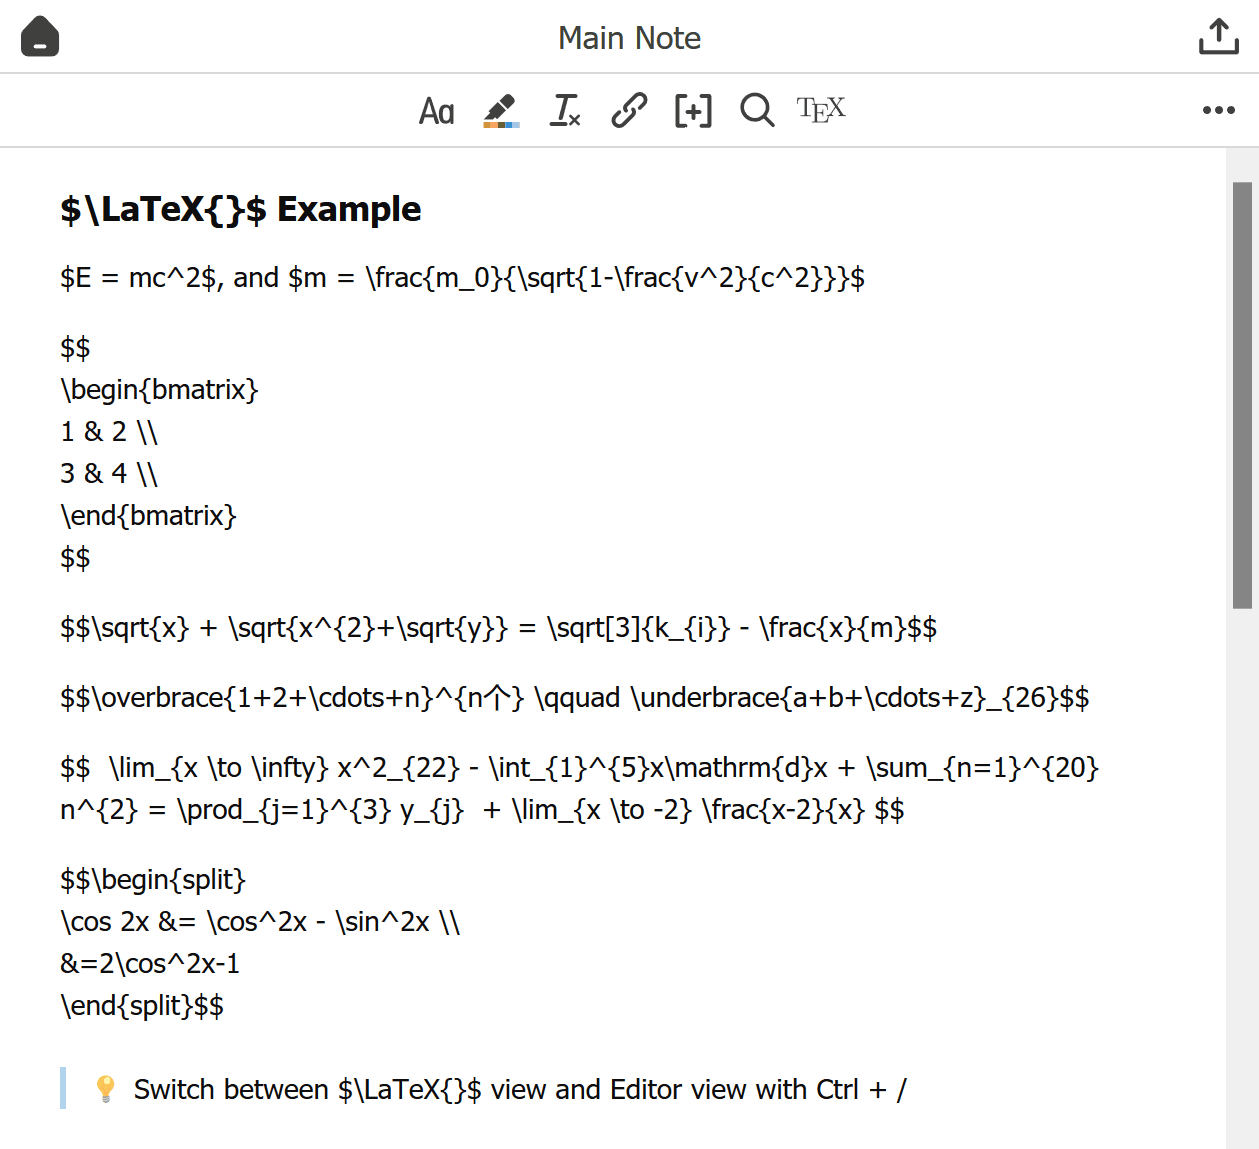 Main Note
Aa
TEX
$\LaTeX{}$ Example
$E = mc^2$, and $m = \frac{m_0}{\sqrt{1-\frac{v^2}{c^2}}}$
$$
\begin{bmatrix}
1 & 2 \\
3 & 4 \\
\end{bmatrix}
$$
$$\sqrt{x} + \sqrt{x^{2}+\sqrt{y}} = \sqrt[3]{k_{i}} - \frac{x}{m}$$
$$\overbrace{1+2+\cdots+n}^{n个} \qquad \underbrace{a+b+\cdots+z}_{26}$$
$$  \lim_{x \to \infty} x^2_{22} - \int_{1}^{5}x\mathrm{d}x + \sum_{n=1}^{20}
n^{2} = \prod_{j=1}^{3} y_{j}  + \lim_{x \to -2} \frac{x-2}{x} $$
$$\begin{split}
\cos 2x &= \cos^2x - \sin^2x \\
&=2\cos^2x-1
\end{split}$$
💡 Switch between $\LaTeX{}$ view and Editor view with Ctrl + /